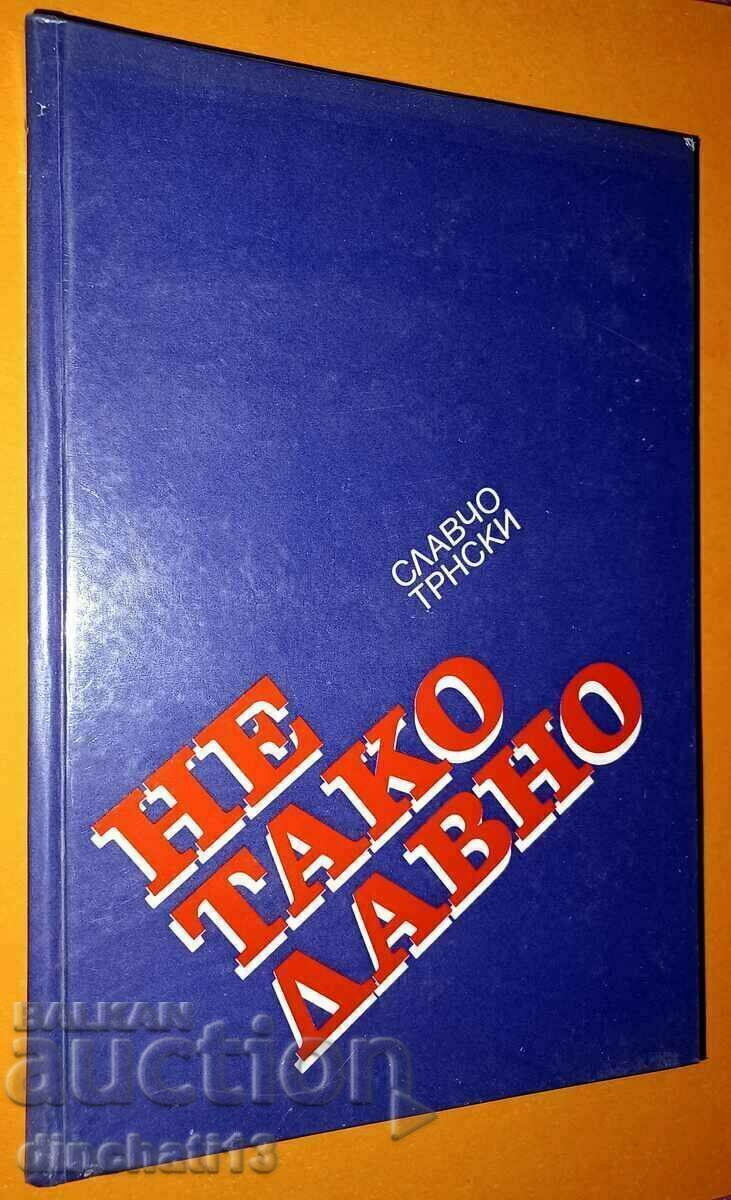 СЛАВЧО
ТРНСКИ
НЕ
ТАКО
ДАВНО
BALKAN
auction
dinchati13